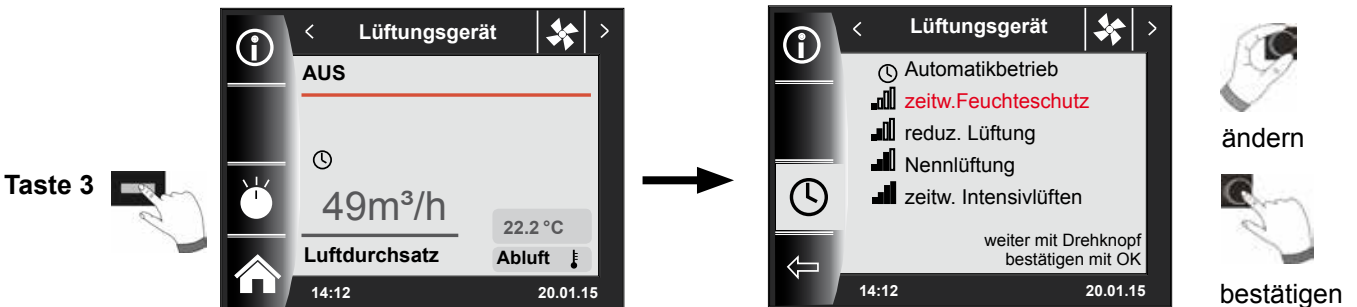 Taste 3
Lüftungsgerät
AUS
49m³/h
22.2 °C
Luftdurchsatz
Abluft
14:12
20.01.15
Lüftungsgerät
Automatikbetrieb
zeitw.Feuchteschutz
reduz. Lüftung
Nennlüftung
zeitw. Intensivlüften
weiter mit Drehknopf
bestätigen mit OK
14:12
20.01.15
ändern
bestätigen